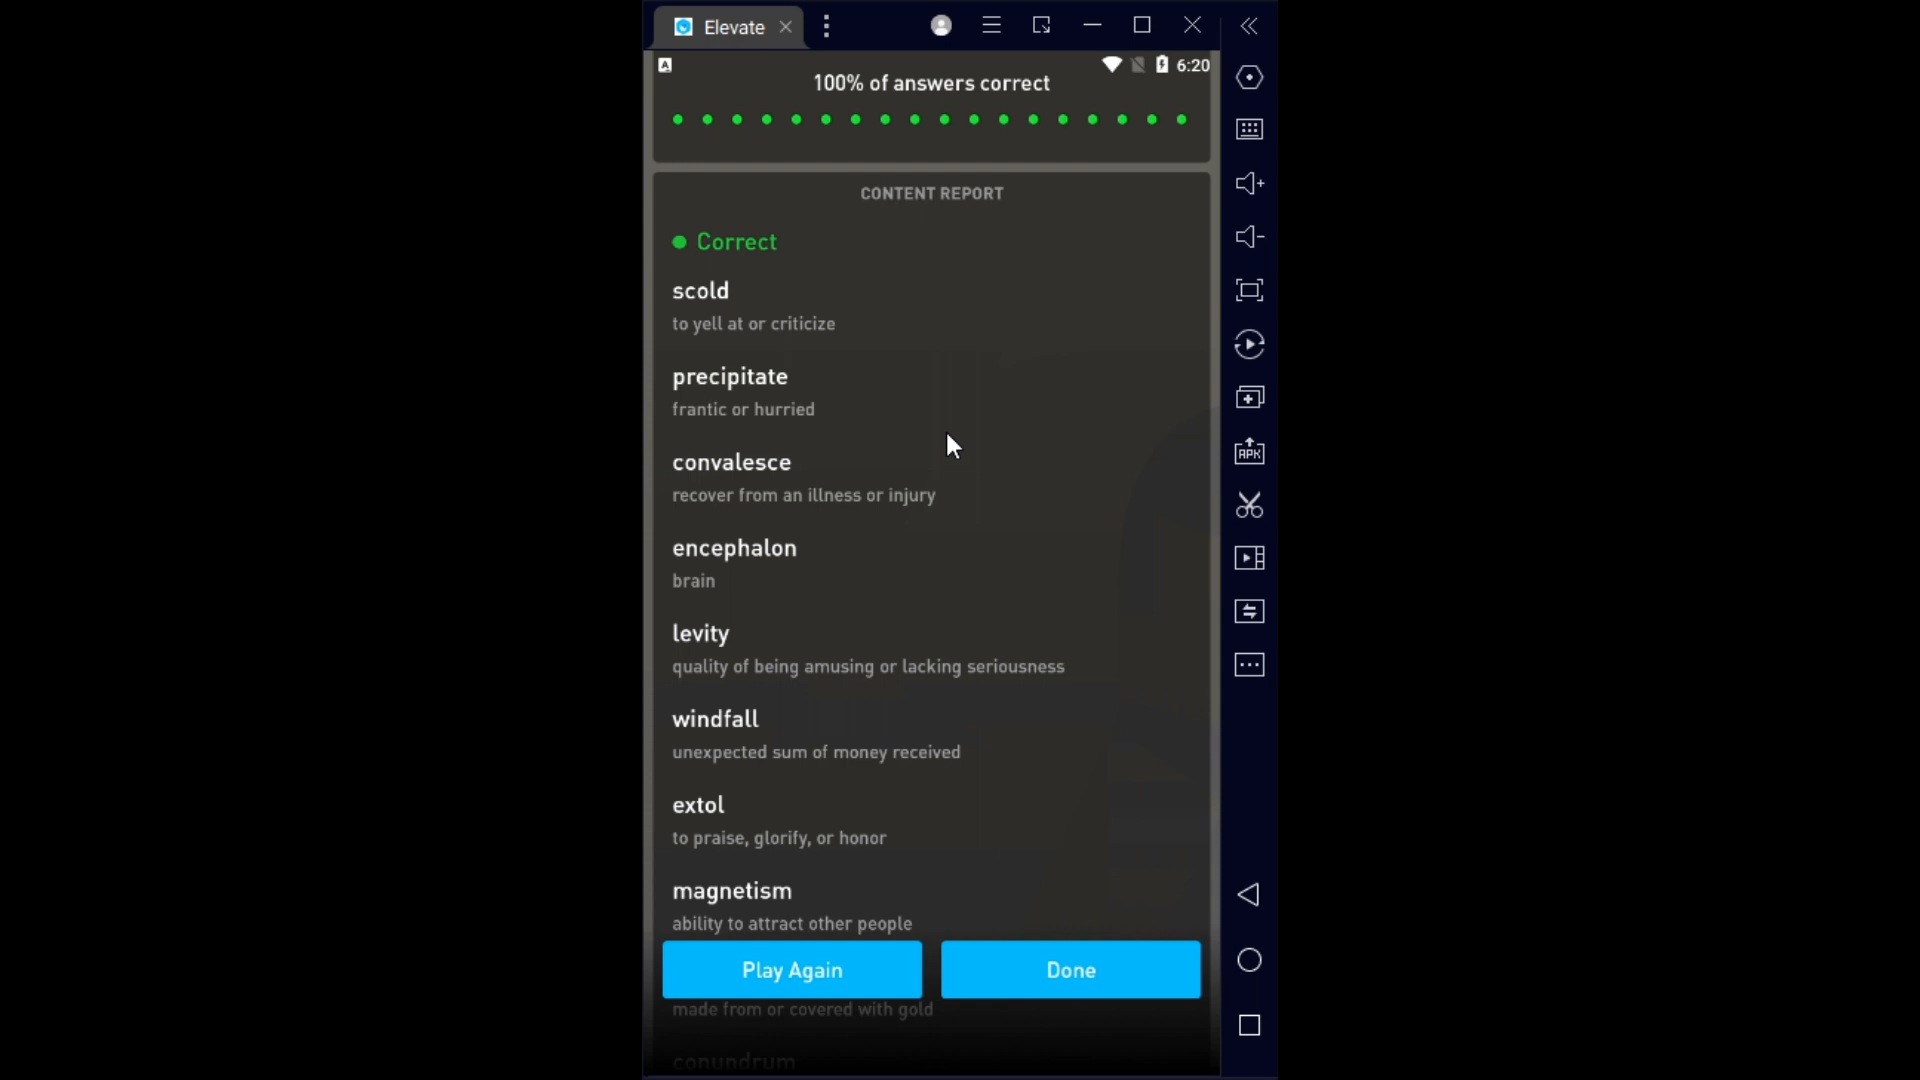 Elevate
A
6:20
100% of answers correct
CONTENT REPORT
Correct
scold
to yell at or criticize
precipitate
frantic or hurried
convalesce
recover from an illness or injury
encephalon
brain
levity
quality of being amusing or lacking seriousness
windfall
unexpected sum of money received
extol
to praise, glorify, or honor
magnetism
ability to attract other people
Play Again
Done
made from or covered with gold
conundrum
APK